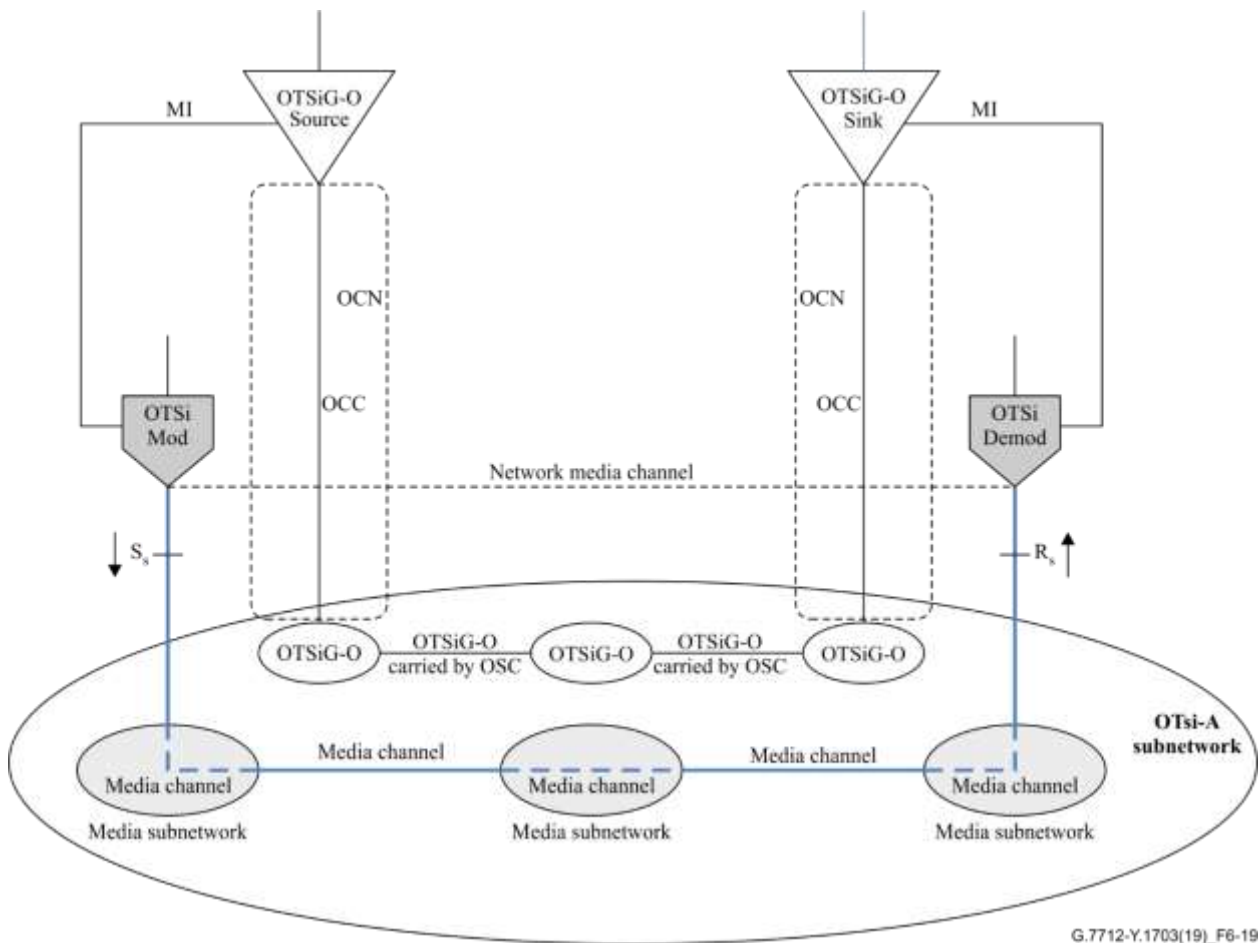 OTSiG-O
Source
OTSiG-O
Sink
MI
MI
OCN
OCN
OCC
OCC
OTSi
Mod
OTSi
Demod
Network media channel
Ss
Rs
OTSiG-O
OTSiG-O
carried by OSC
OTSiG-O
OTSiG-O
carried by OSC
OTSiG-O
OTsi-A
subnetwork
Media channel
Media channel
Media channel
Media channel
Media channel
Media subnetwork
Media subnetwork
Media subnetwork
G.7712-Y.1703(19)_F6-19